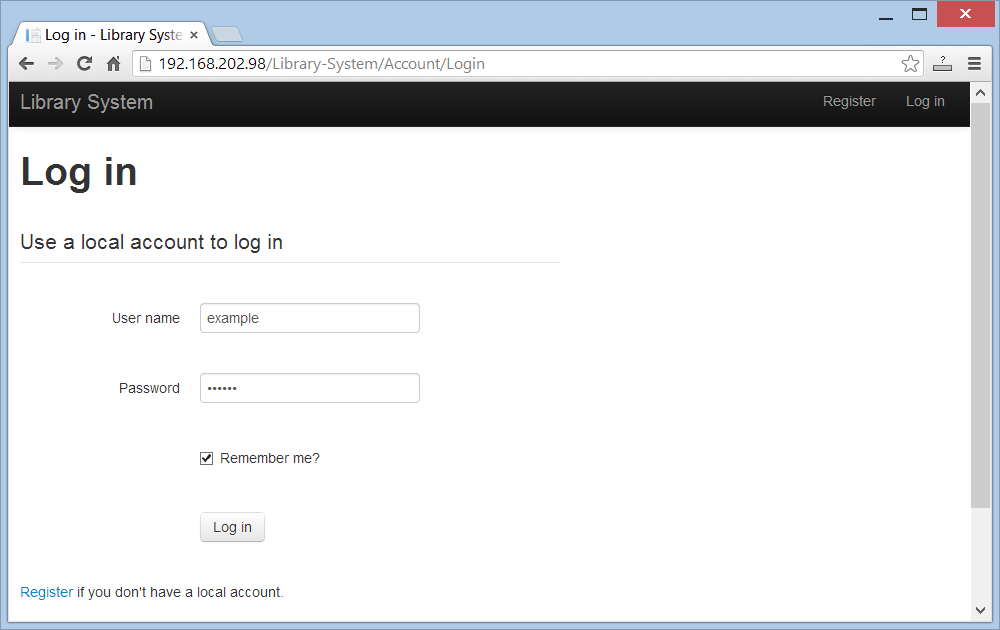 Log in - Library Syste
192.168.202.98/Library-System/Account/Login
?
Library System Register Log in
Log in
Use a local account to log in
User name example
Password ••••••
Remember me?
Log in
Register if you don't have a local account.